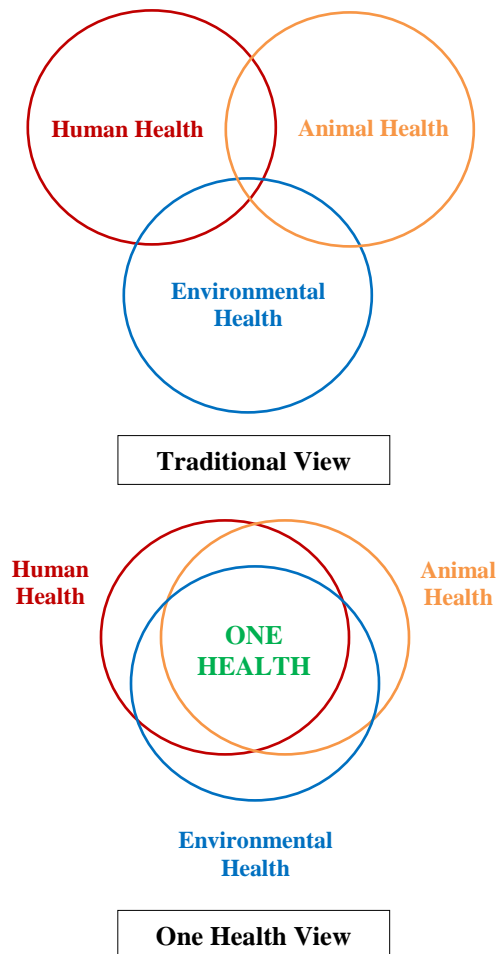 Human Health
Animal Health
Environmental
Health
Traditional View
Human
Health
Animal
Health
ONE
HEALTH
Environmental
Health
One Health View